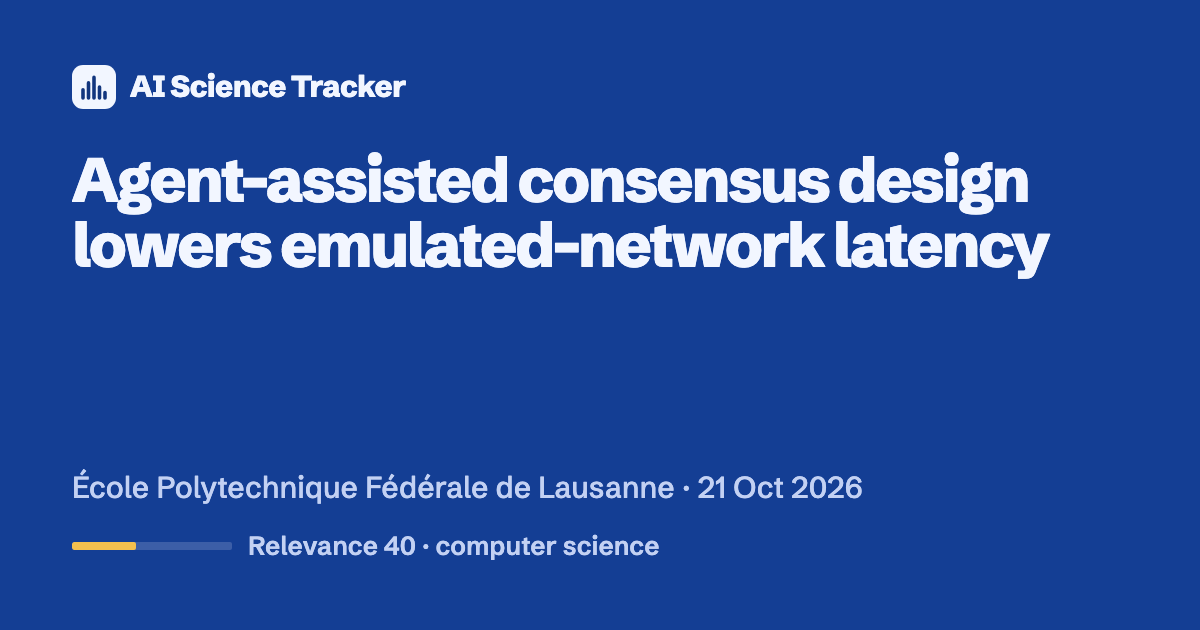 AI Science Tracker
Agent-assisted consensus design
lowers emulated-network latency
École Polytechnique Fédérale de Lausanne · 21 Oct 2026
Relevance 40 · computer science